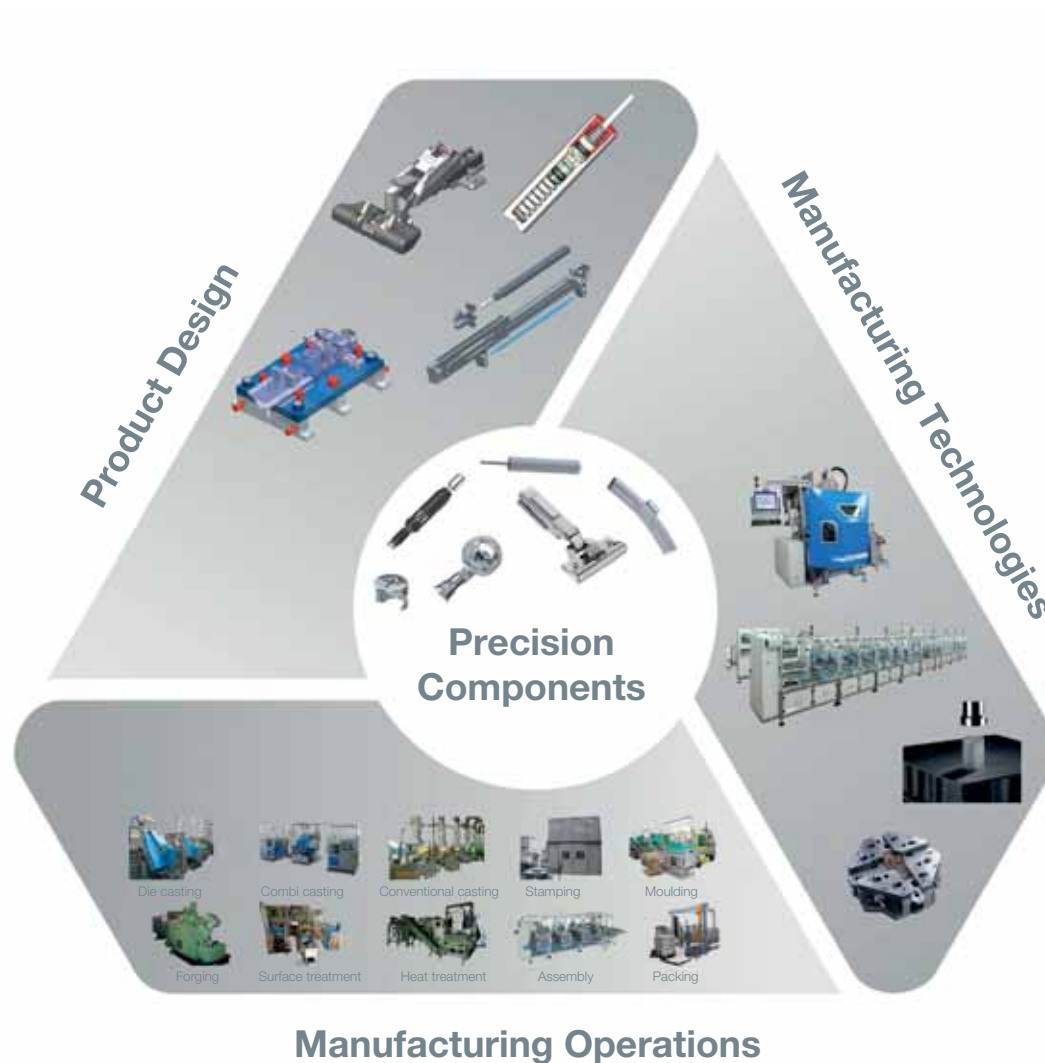 Product Design
Manufacturing Technologies
Precision
Components
Die casting
Combi casting
Conventional casting
Stamping
Moulding
Forging
Surface treatment
Heat treatment
Assembly
Packing
Manufacturing Operations